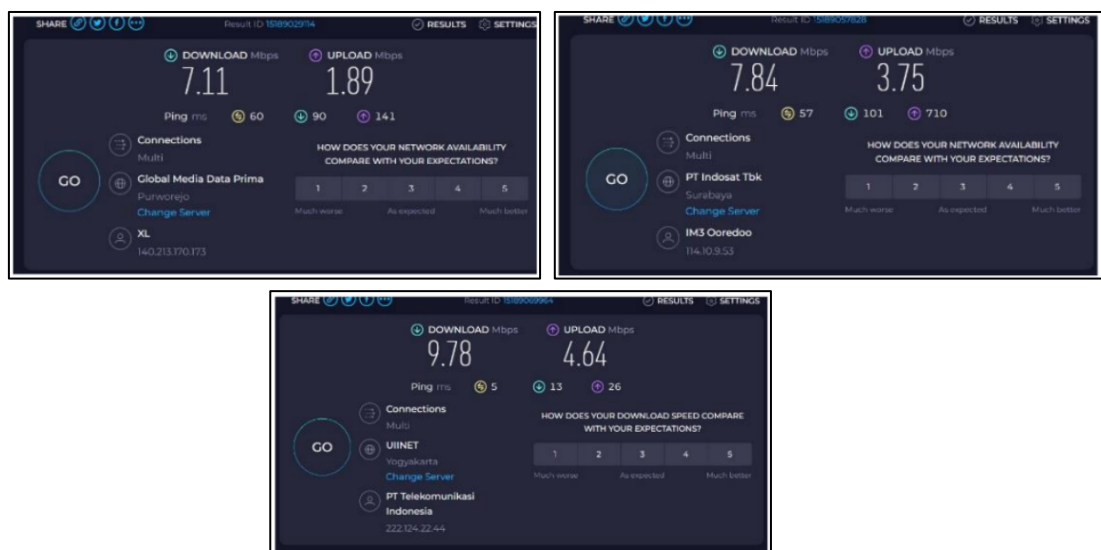 SHARE Result ID 15189029114 RESULTS SETTINGS
DOWNLOAD Mbps UPLOAD Mbps
7.11 1.89
Ping ms 60 90 141
Connections
Multi
HOW DOES YOUR NETWORK AVAILABILITY
COMPARE WITH YOUR EXPECTATIONS?
GO
Global Media Data Prima
Purworejo
Change Server
1 2 3 4 5
Much worse As expected Much better
XL
140.213.170.173
SHARE Result ID 15189057828 RESULTS SETTINGS
DOWNLOAD Mbps UPLOAD Mbps
7.84 3.75
Ping ms 57 101 710
Connections
Multi
HOW DOES YOUR NETWORK AVAILABILITY
COMPARE WITH YOUR EXPECTATIONS?
GO
PT Indosat Tbk
Surabaya
Change Server
1 2 3 4 5
Much worse As expected Much better
IM3 Ooredoo
114.10.9.53
SHARE Result ID 15189069964 RESULTS SETTINGS
DOWNLOAD Mbps UPLOAD Mbps
9.78 4.64
Ping ms 5 13 26
Connections
Multi
HOW DOES YOUR DOWNLOAD SPEED COMPARE
WITH YOUR EXPECTATIONS?
GO
UIINET
Yogyakarta
Change Server
1 2 3 4 5
Much worse As expected Much better
PT Telekomunikasi
Indonesia
222.124.22.44